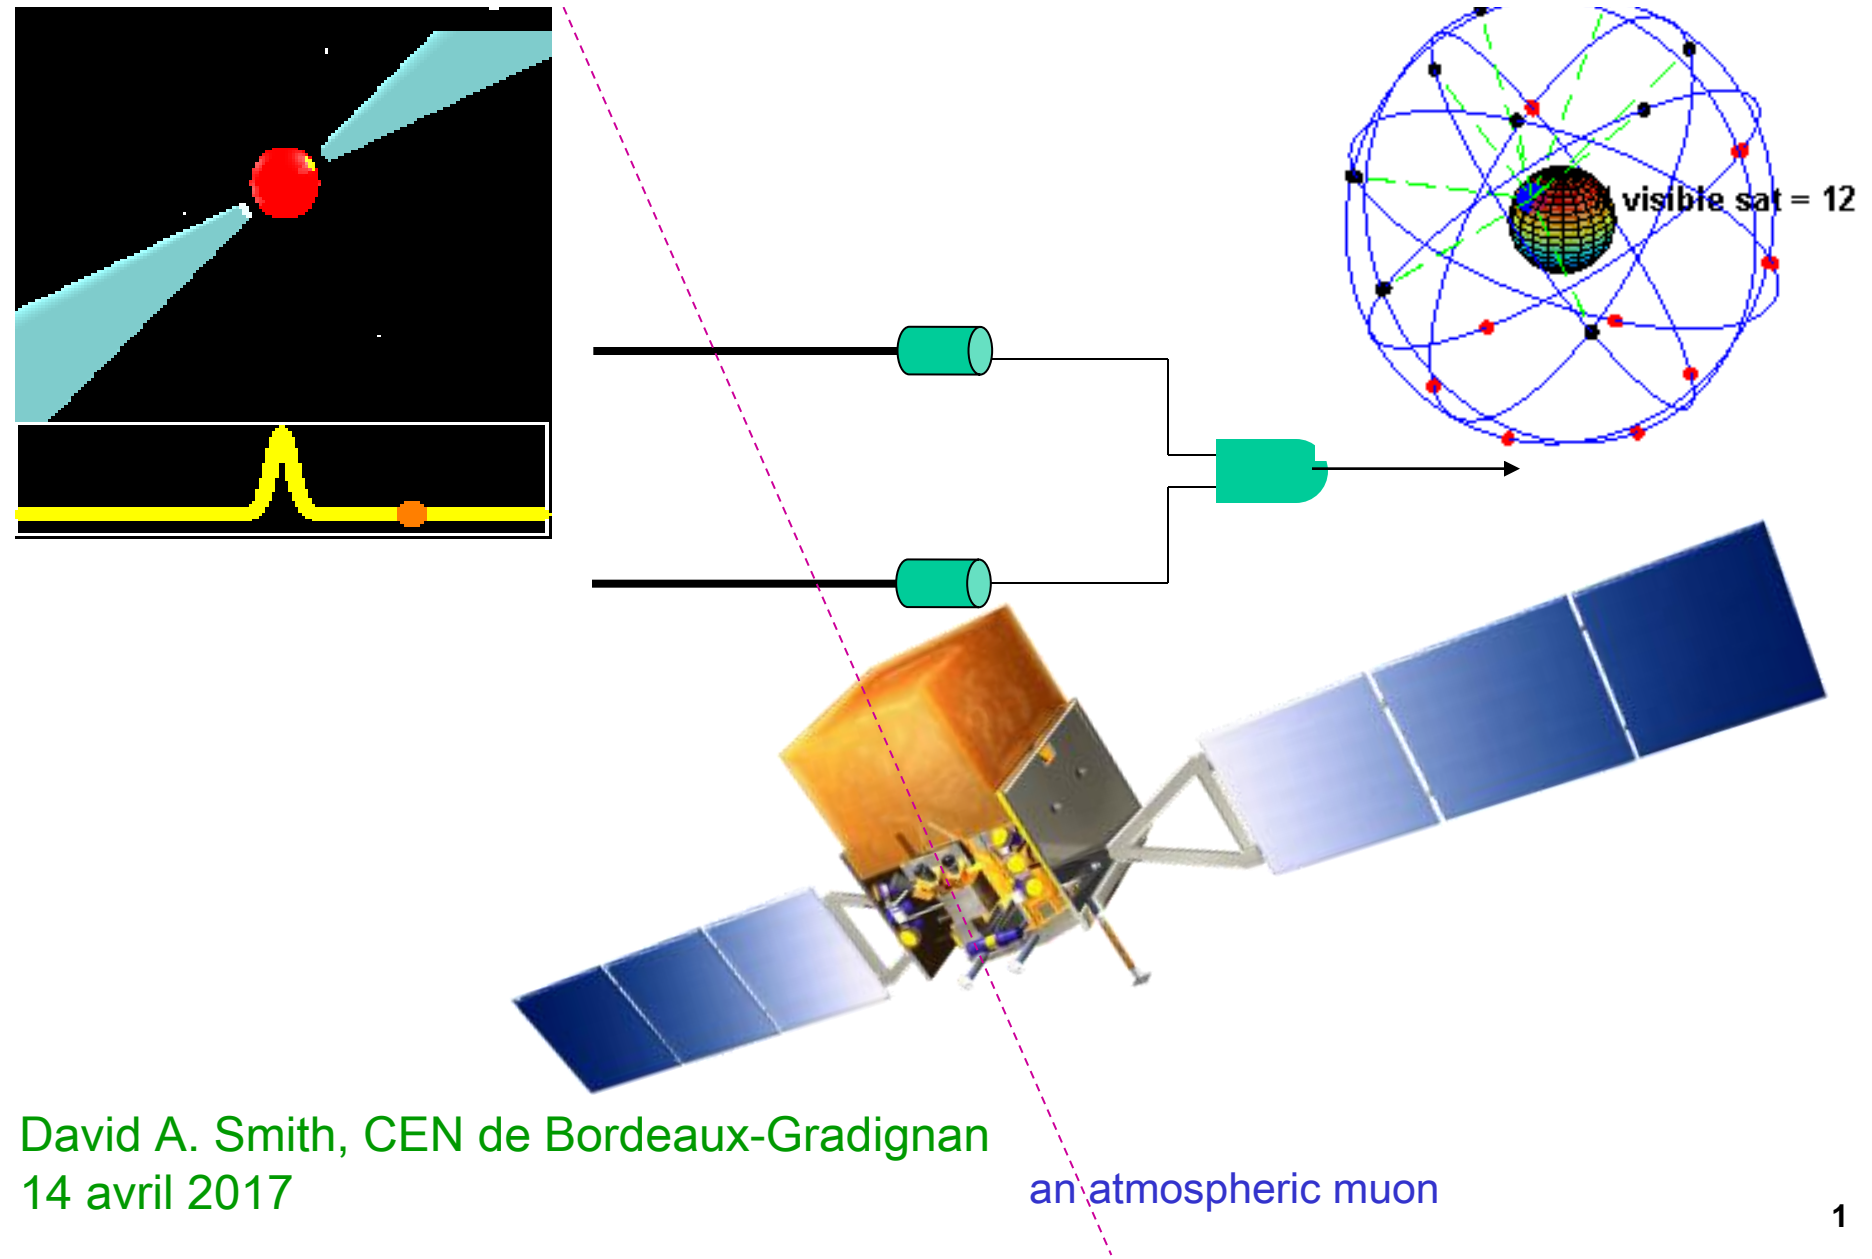 visible sat = 12
David A. Smith, CEN de Bordeaux-Gradignan
14 avril 2017
an atmospheric muon
1